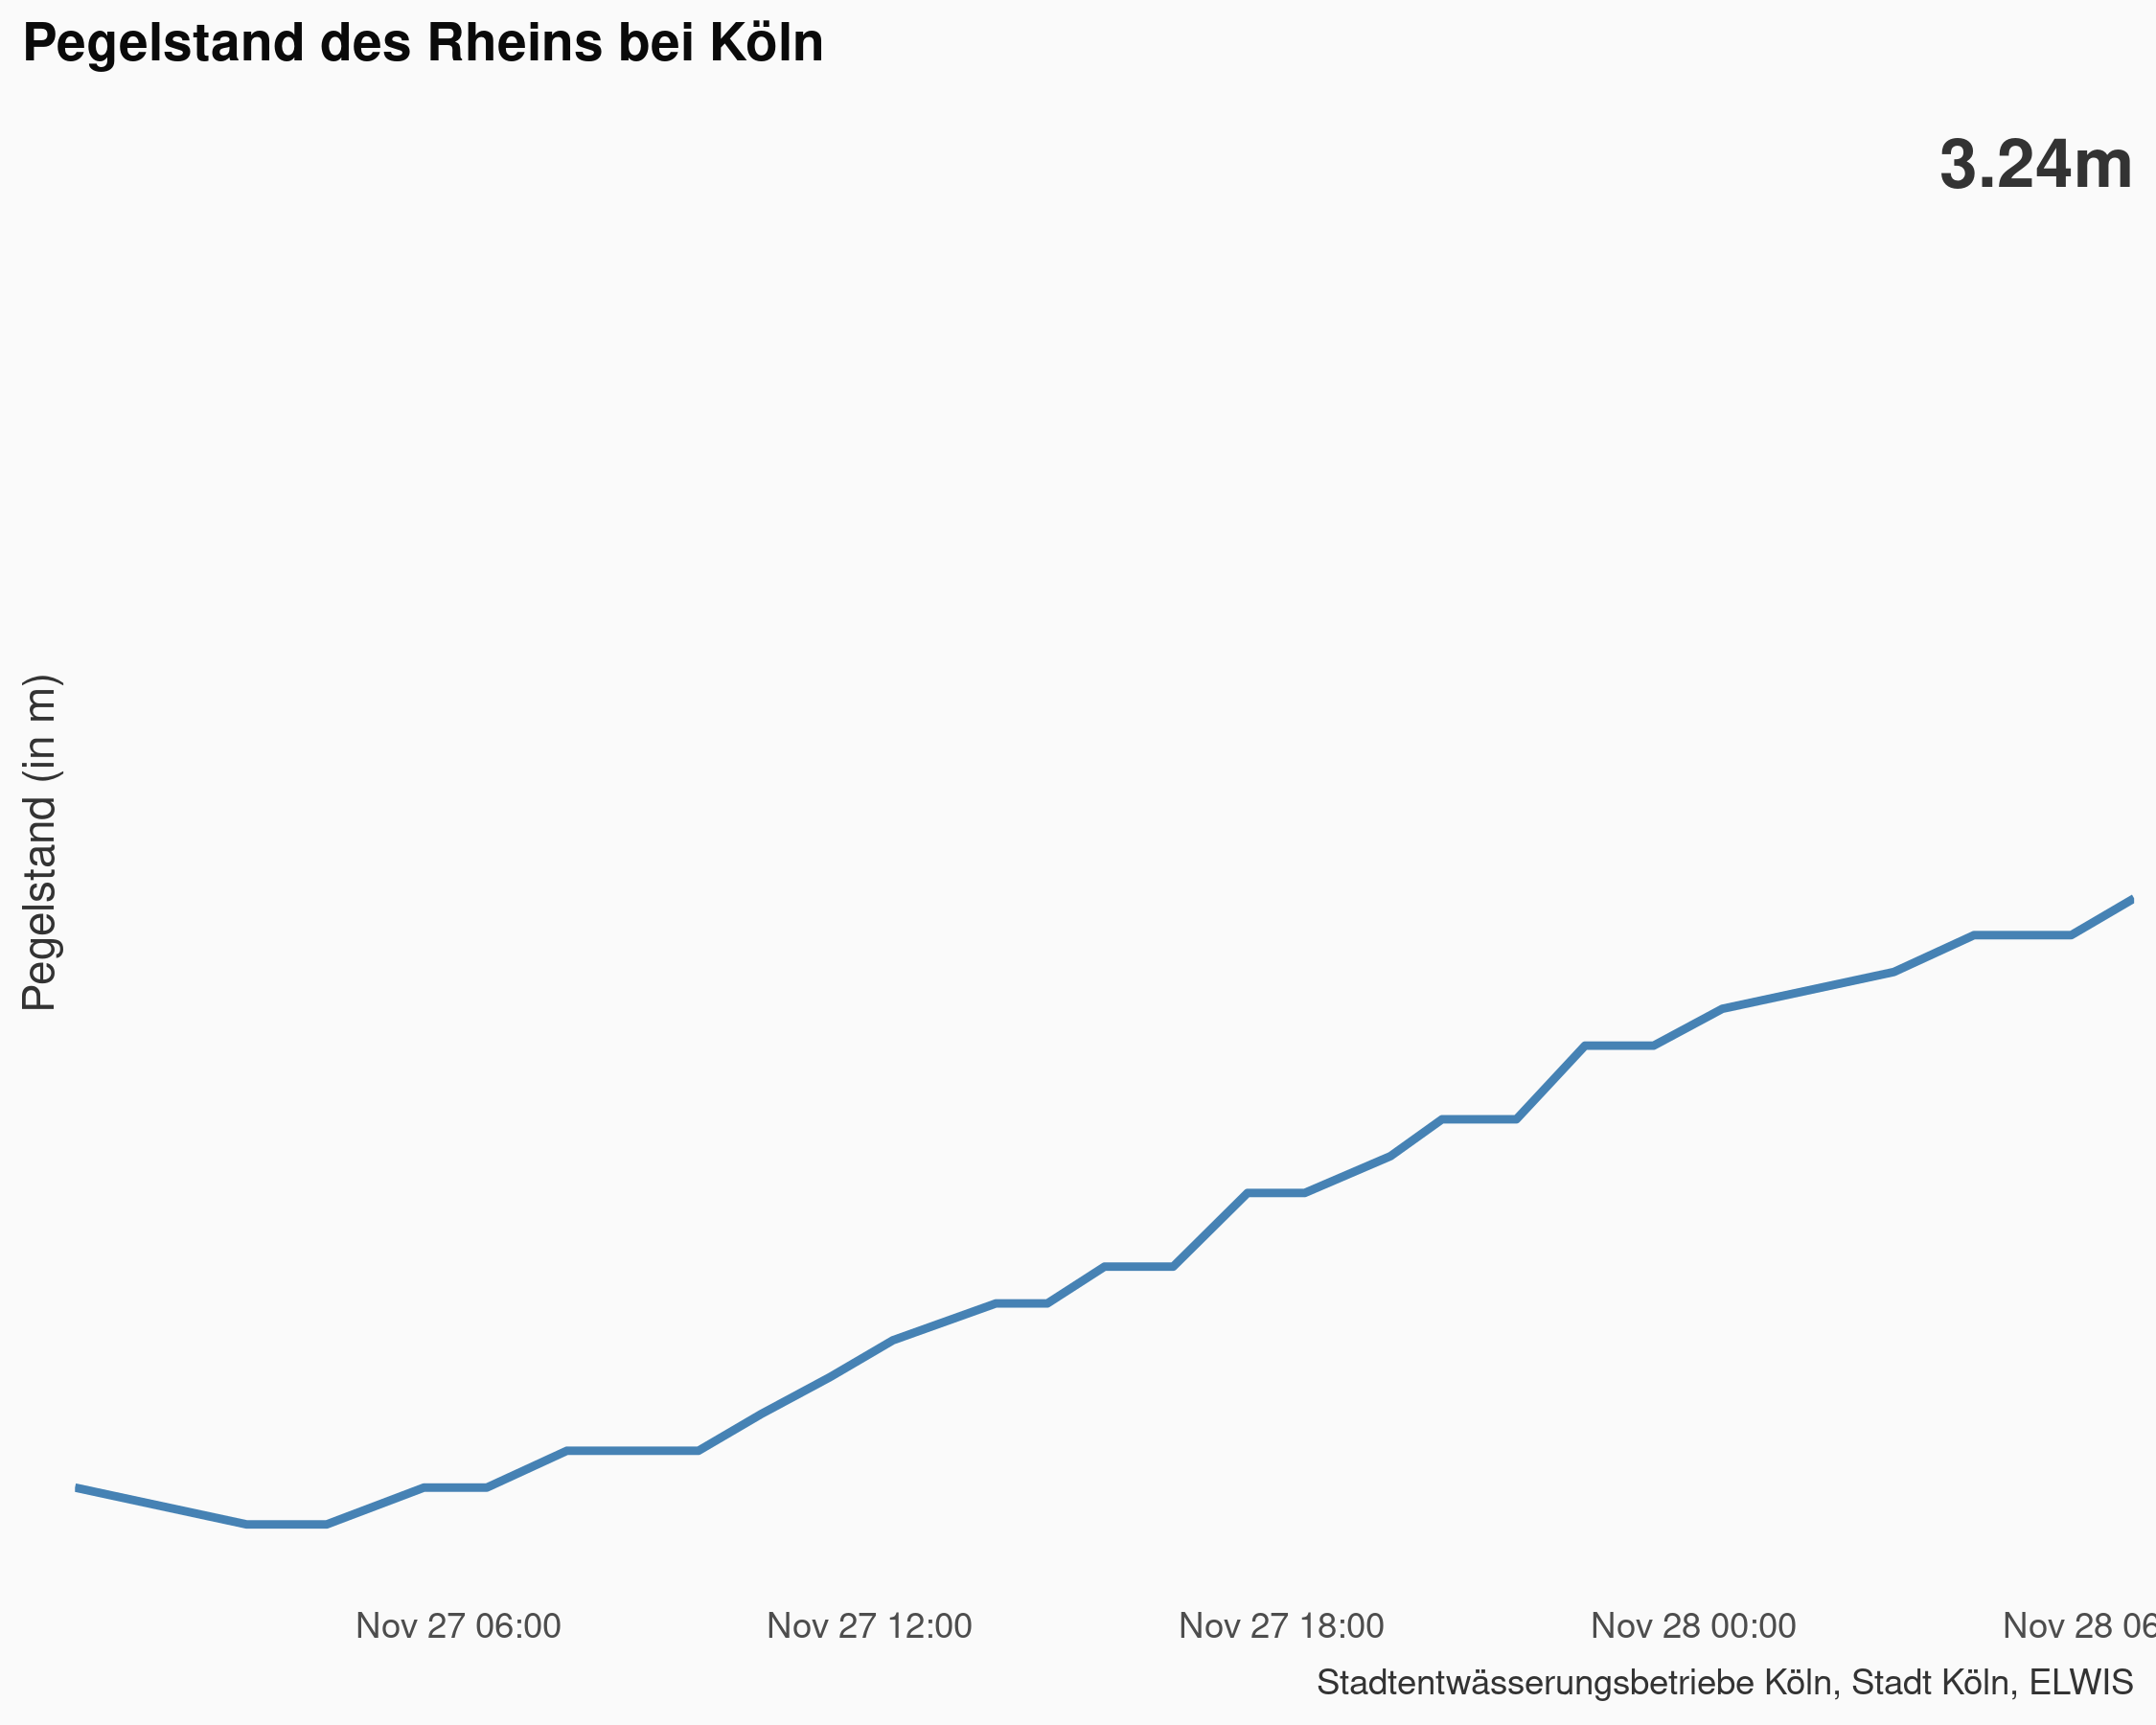 Pegelstand des Rheins bei Köln
3.24m
Pegelstand (in m)
Nov 27 06:00
Nov 27 12:00
Nov 27 18:00
Nov 28 00:00
Nov 28 06
Stadtentwässerungsbetriebe Köln, Stadt Köln, ELWIS